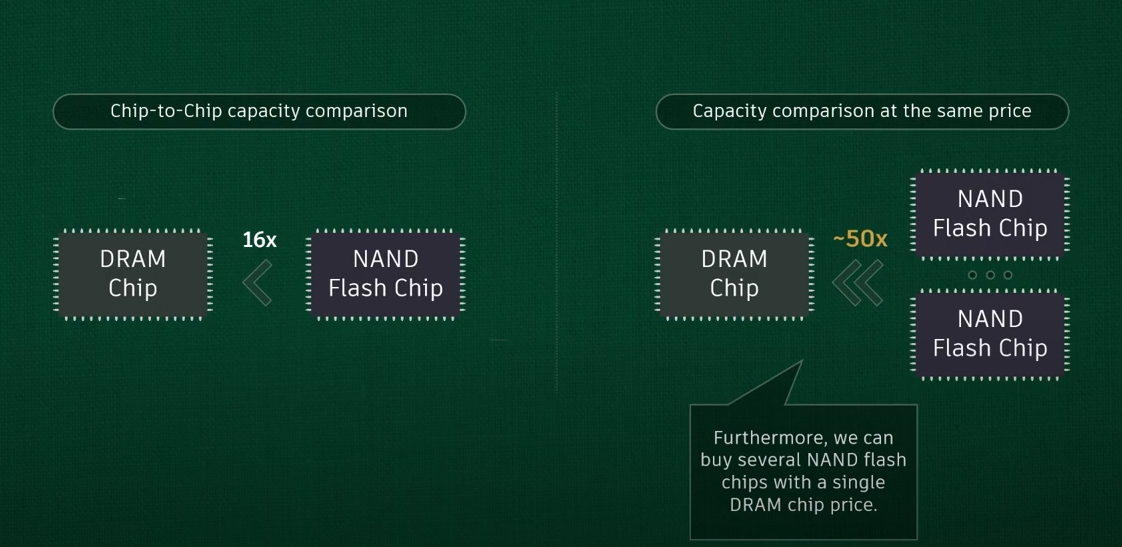 Chip-to-Chip capacity comparison
DRAM
Chip
16x
NAND
Flash Chip
Capacity comparison at the same price
DRAM
Chip
~50x
NAND
Flash Chip
NAND
Flash Chip
Furthermore, we can
buy several NAND flash
chips with a single
DRAM chip price.